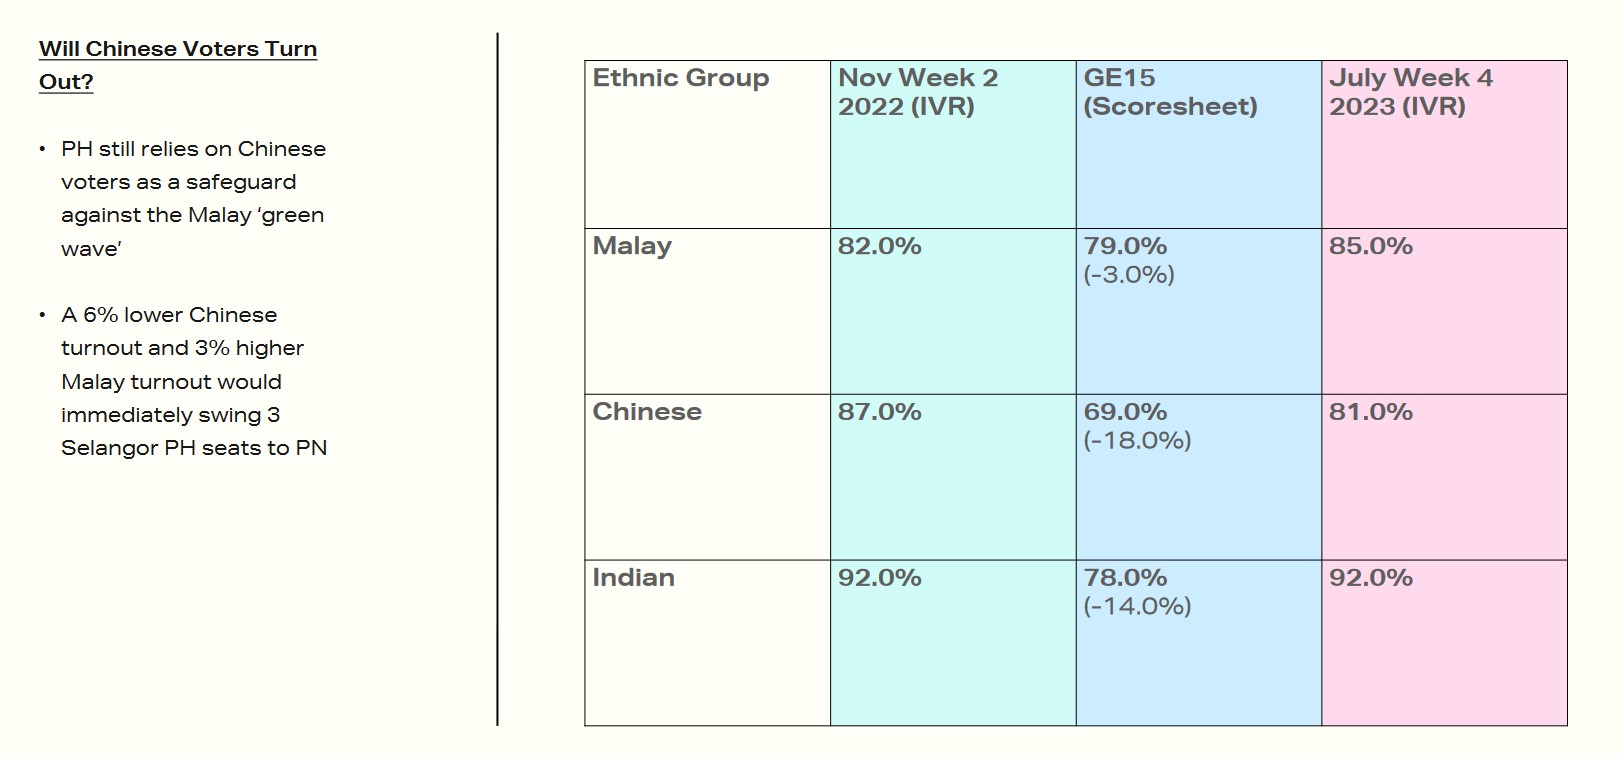 Will Chinese Voters Turn
Out?
• PH still relies on Chinese
voters as a safeguard
against the Malay ‘green
wave’
• A 6% lower Chinese
turnout and 3% higher
Malay turnout would
immediately swing 3
Selangor PH seats to PN
Ethnic Group
Nov Week 2
2022 (IVR)
GE15
(Scoresheet)
July Week 4
2023 (IVR)
Malay
82.0%
79.0%
(-3.0%)
85.0%
Chinese
87.0%
69.0%
(-18.0%)
81.0%
Indian
92.0%
78.0%
(-14.0%)
92.0%